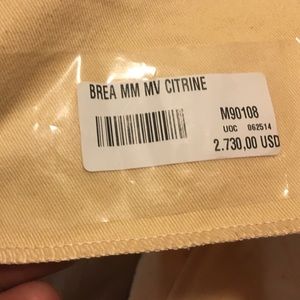 BREA MM MV CITRINE
M90108
UOC 062514
2.730,00 USD